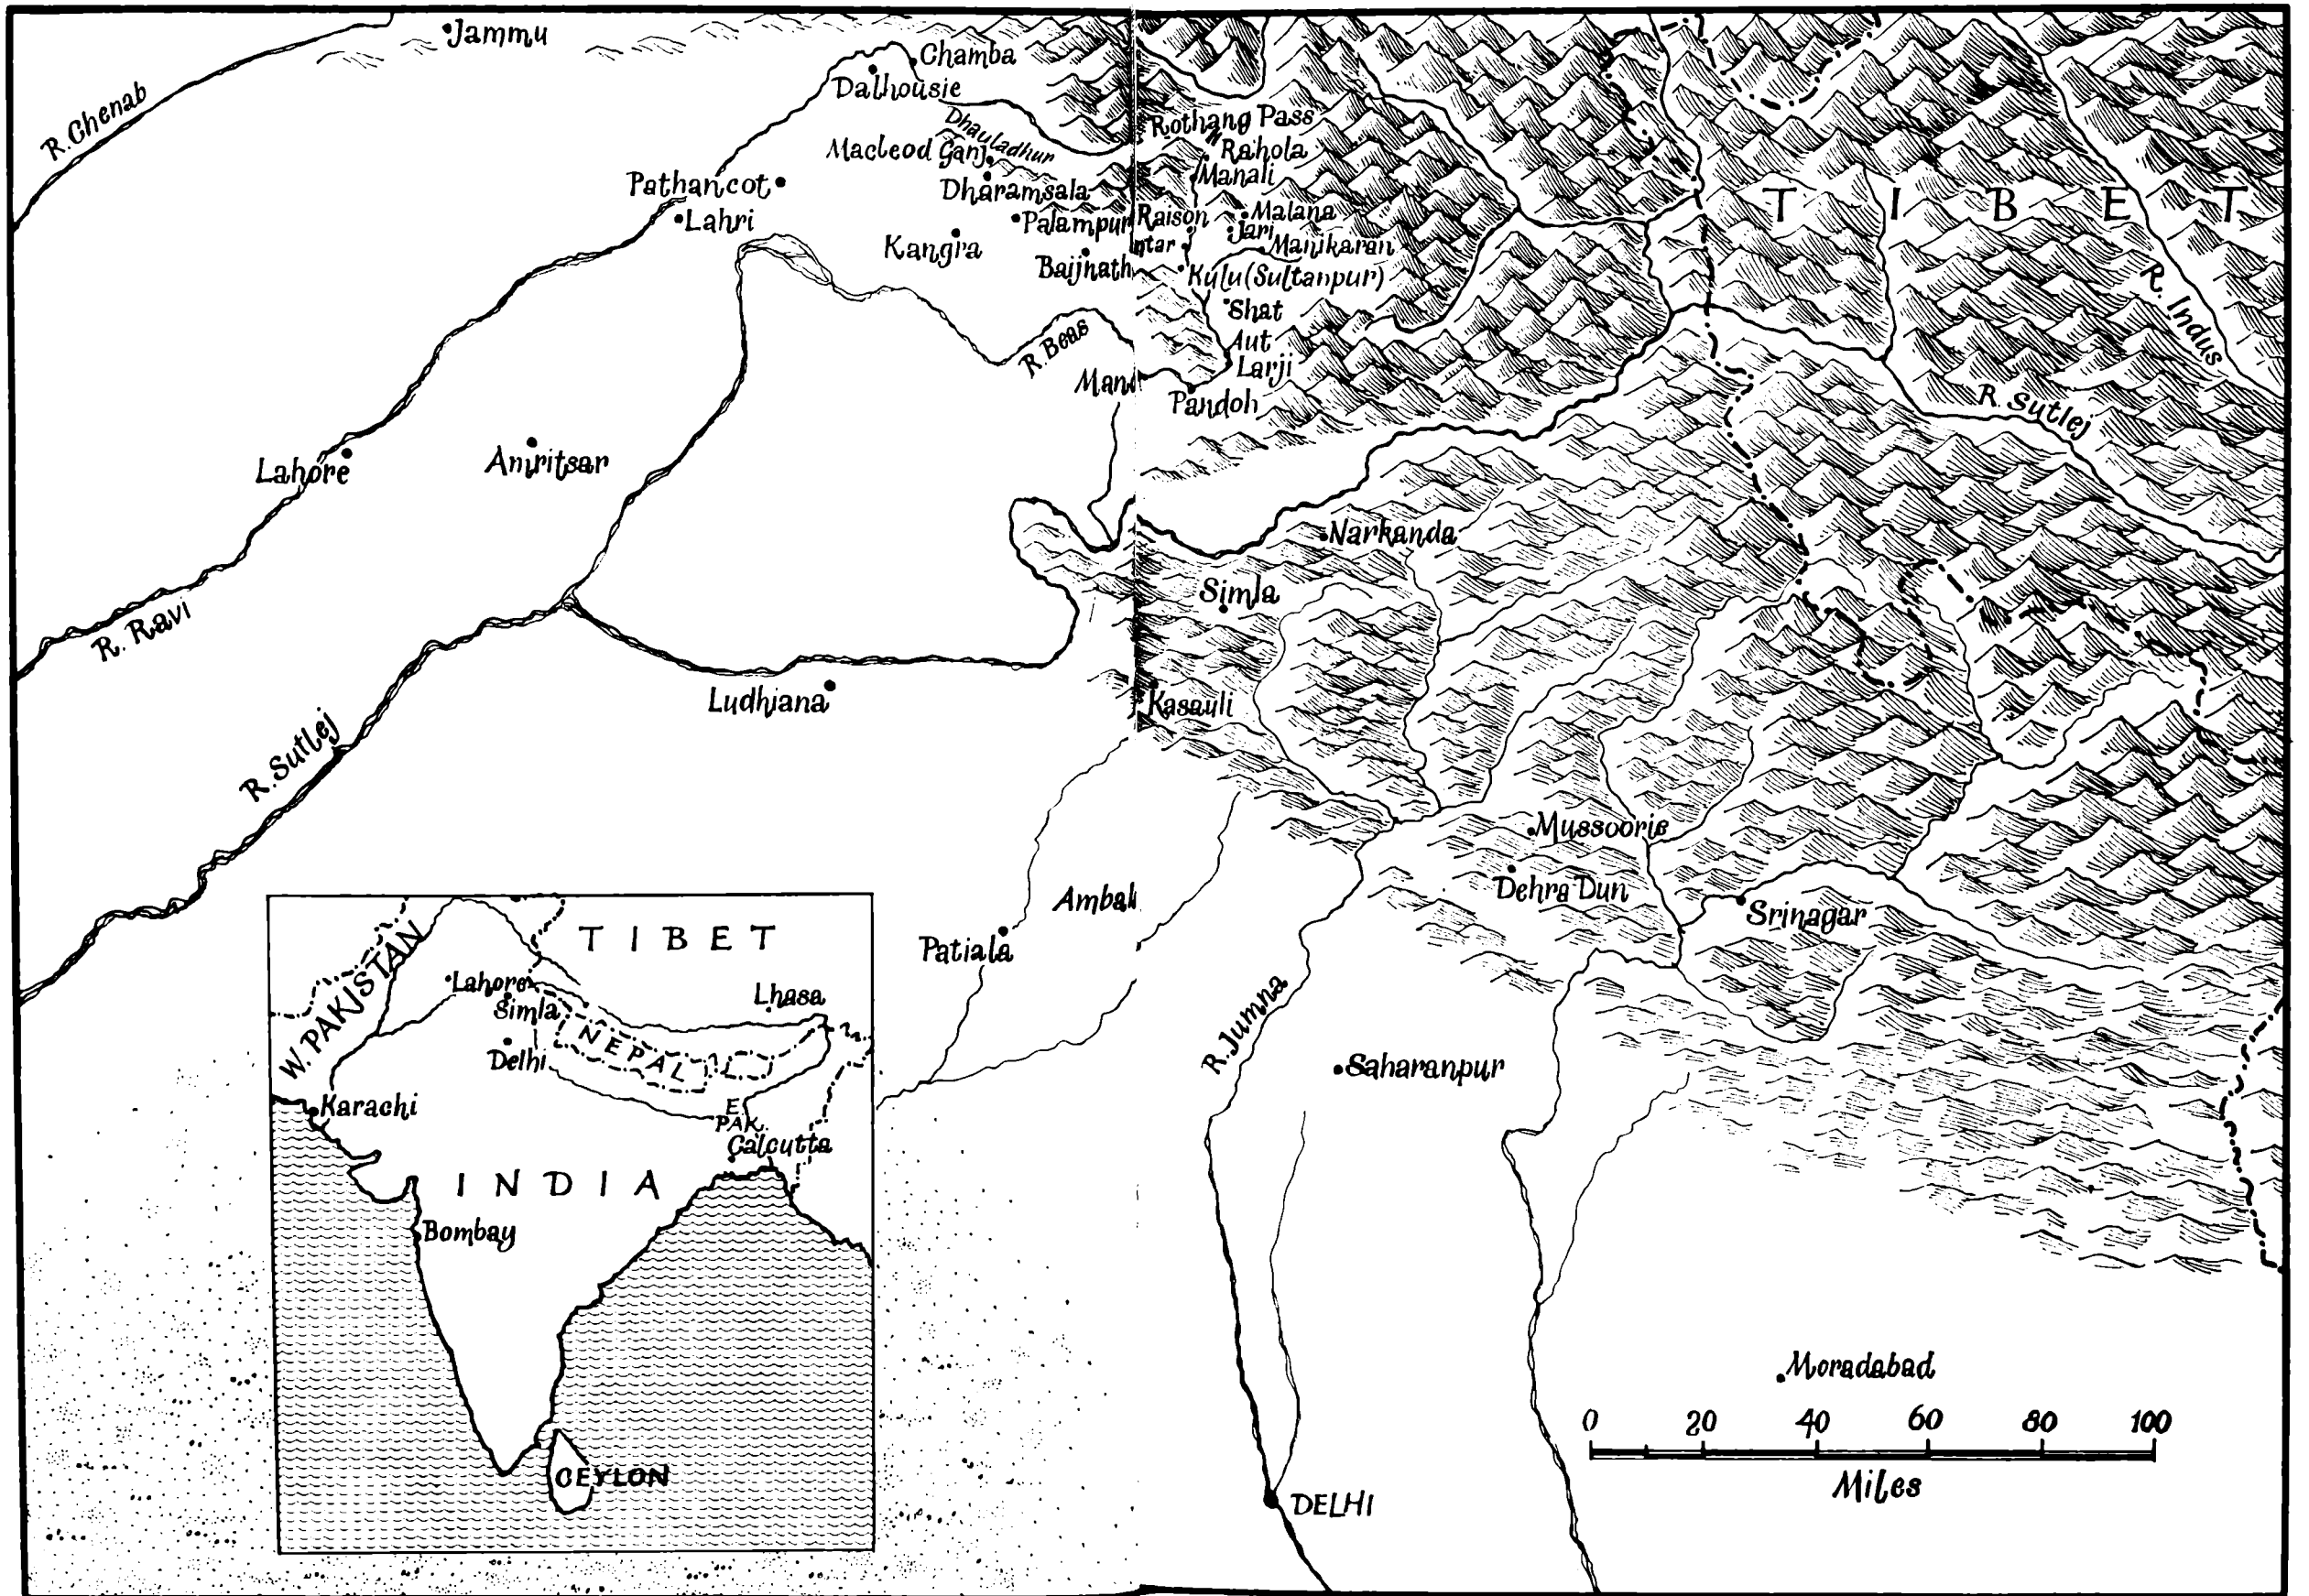 Jammu
R. Chenab
Chamba
Dalhousie
Dhauladhur
Macleod Ganj
Pathancot
Dharamsala
Lahri
Palampur
Kangra
Baijnath
R. Beas
Mand
Lahore
Amritsar
R. Ravi
Ludhiana
R. Sutlej
Ambal
Patiala
Rothang Pass
Rahola
Manali
Raison
Malana
Jari
ntar
Manikaran
Kulu (Sultanpur)
Shat
Aut
Larji
Pandoh
TIBET
R. Indus
R. Sutlej
Narkanda
Simla
Kasauli
Mussoorie
Dehra Dun
Srinagar
R. Jumna
Saharanpur
Moradabad
DELHI
0 20 40 60 80 100
Miles
W. PAKISTAN
TIBET
Lahore
Simla
Lhasa
NEPAL
Delhi
Karachi
E.
PAK.
Calcutta
INDIA
Bombay
CEYLON